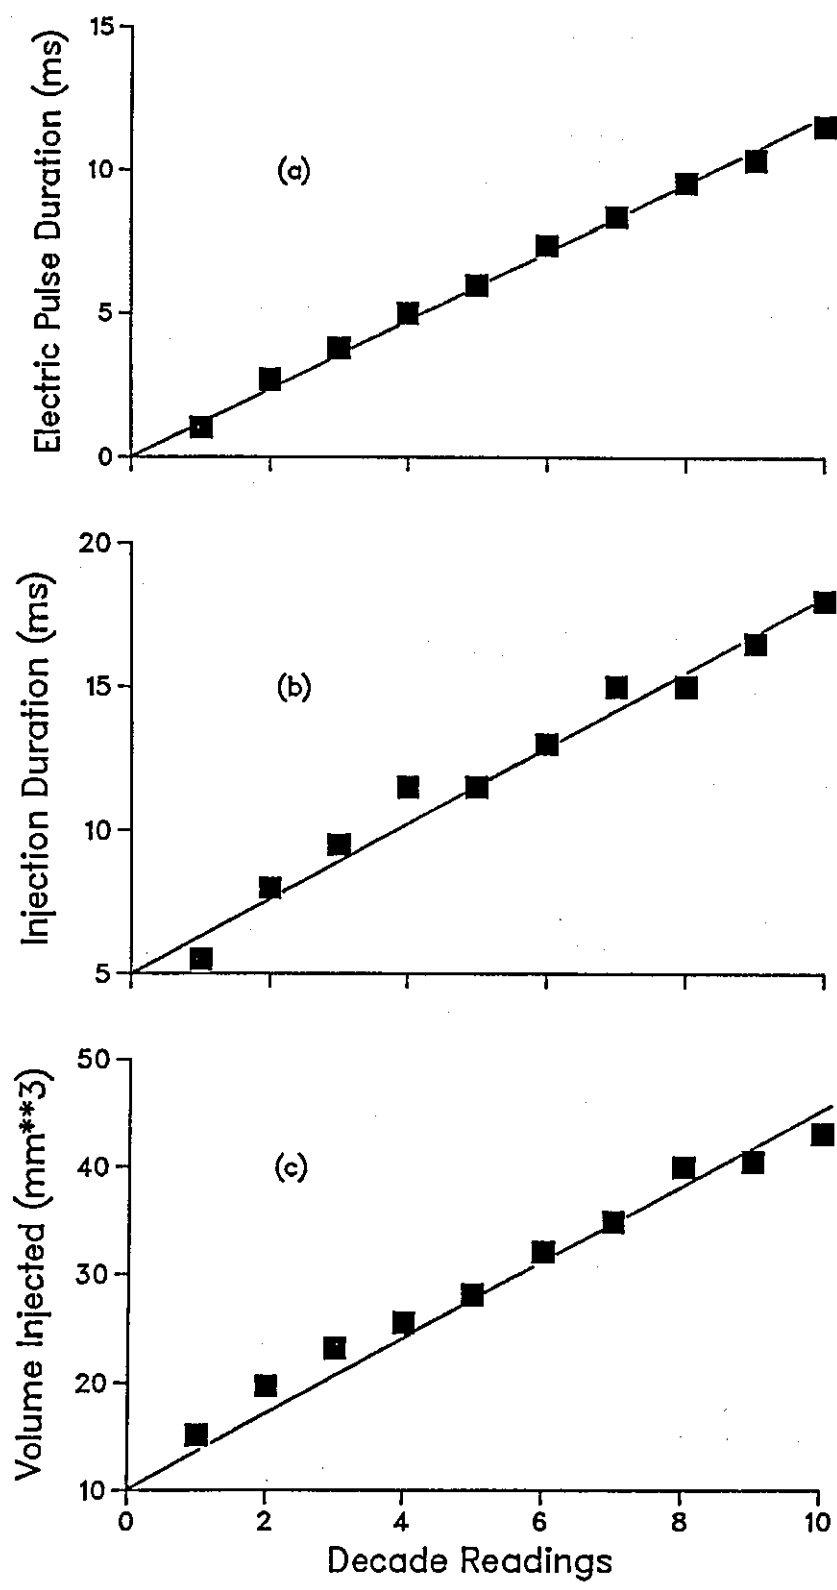 15
10
5
0
Electric Pulse Duration (ms)
(a)
20
15
10
5
Injection Duration (ms)
(b)
50
40
30
20
10
Volume Injected (mm**3)
(c)
0 2 4 6 8 10
Decade Readings